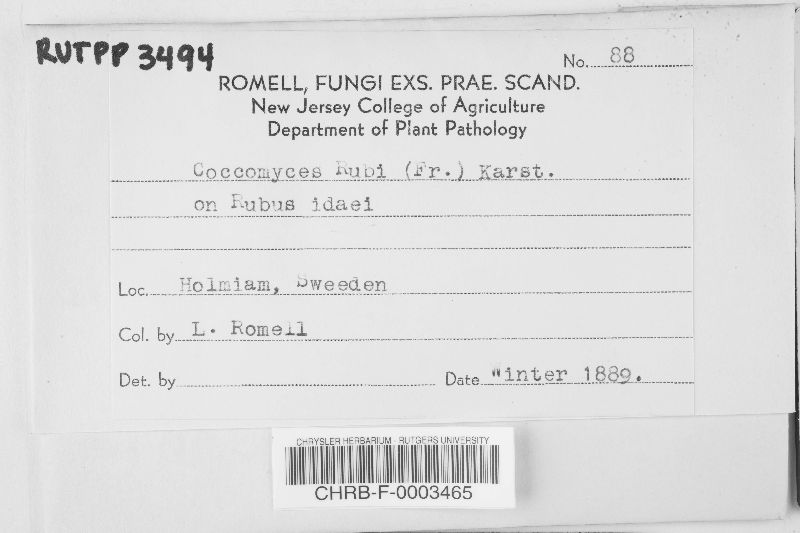 RUTPP 3494
No. 88
ROMELL, FUNGI EXS. PRAE. SCAND.
New Jersey College of Agriculture
Department of Plant Pathology
Coccomyces Rubi (Fr.) Karst.
on Rubus idaei
Loc. Holmiam, Sweeden
Col. by L. Romell
Det. by
Date Winter 1889.
CHRYSLER HERBARIUM - RUTGERS UNIVERSITY
CHRB-F-0003465